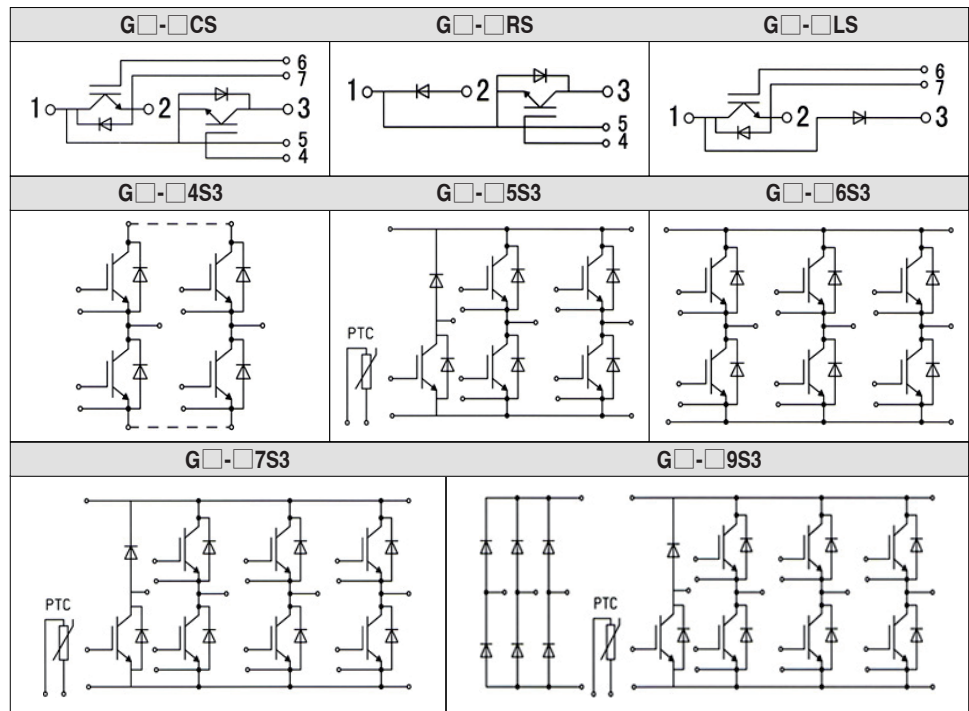 G□-□CS
G□-□RS
G□-□LS
1 2 3 6 7 5 4
1 2 3 5 4
1 2 3 6 7
G□-□4S3
G□-□5S3
G□-□6S3
PTC
G□-□7S3
G□-□9S3
PTC
PTC